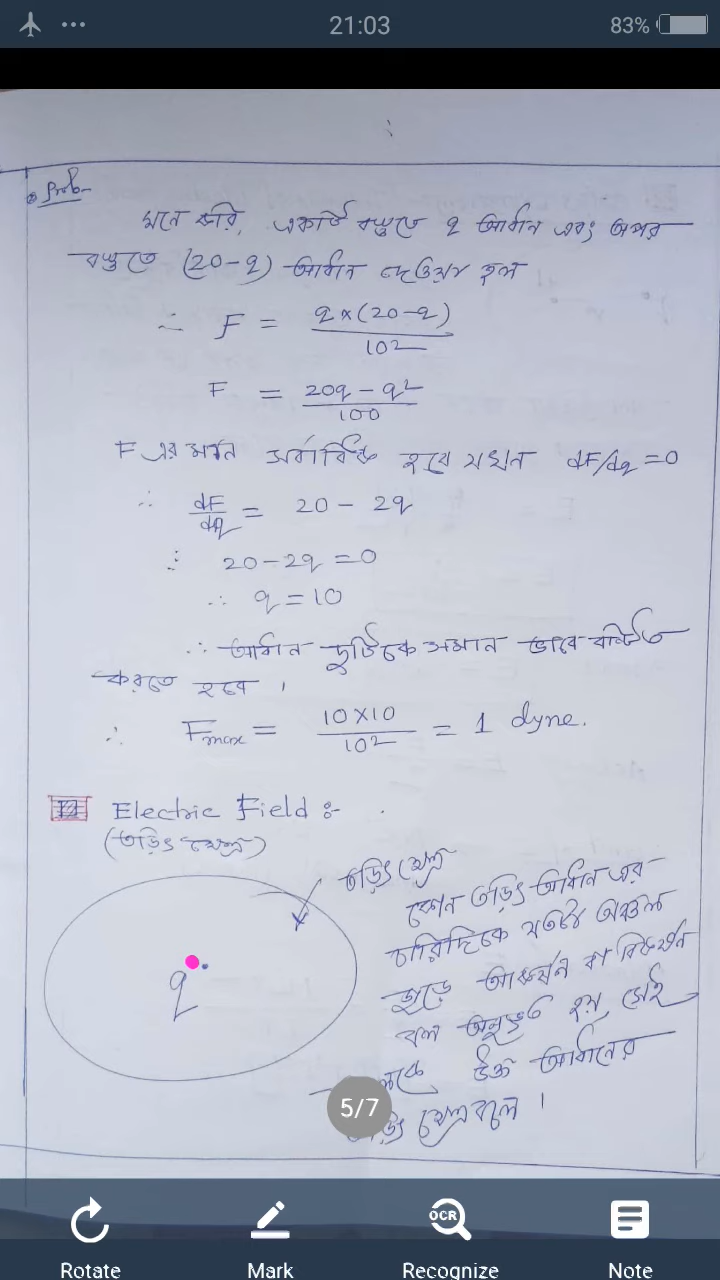 21:03
83%
Prob-
মনে করি, একটি বস্তুতে q আধান এবং অপর
বস্তুতে (20-q) আধান দেওয়া হল
∴ F = q×(20-q) / 10²
F = 20q - q² / 100
F এর মান সর্বাধিক হবে যখন dF/dq = 0
∴ dF/dq = 20 - 2q
∴ 20-2q = 0
∴ q = 10
∴ আধান দুটিকে সমান ভাবে বন্টিত
করতে হবে ।
∴ Fmax = 10×10 / 10² = 1 dyne.
Electric Field :-
(তড়িৎ ক্ষেত্র)
তড়িৎ ক্ষেত্র
q
কোন তড়িৎ আধান এর
চারিদিকে যতটা অঞ্চল
জুড়ে আকর্ষন বা বিকর্ষন
বল অনুভূত হয়, সেই
উক্ত আধানের
ক্ষেত্র বলে ।
5/7
OCR
Rotate
Mark
Recognize
Note